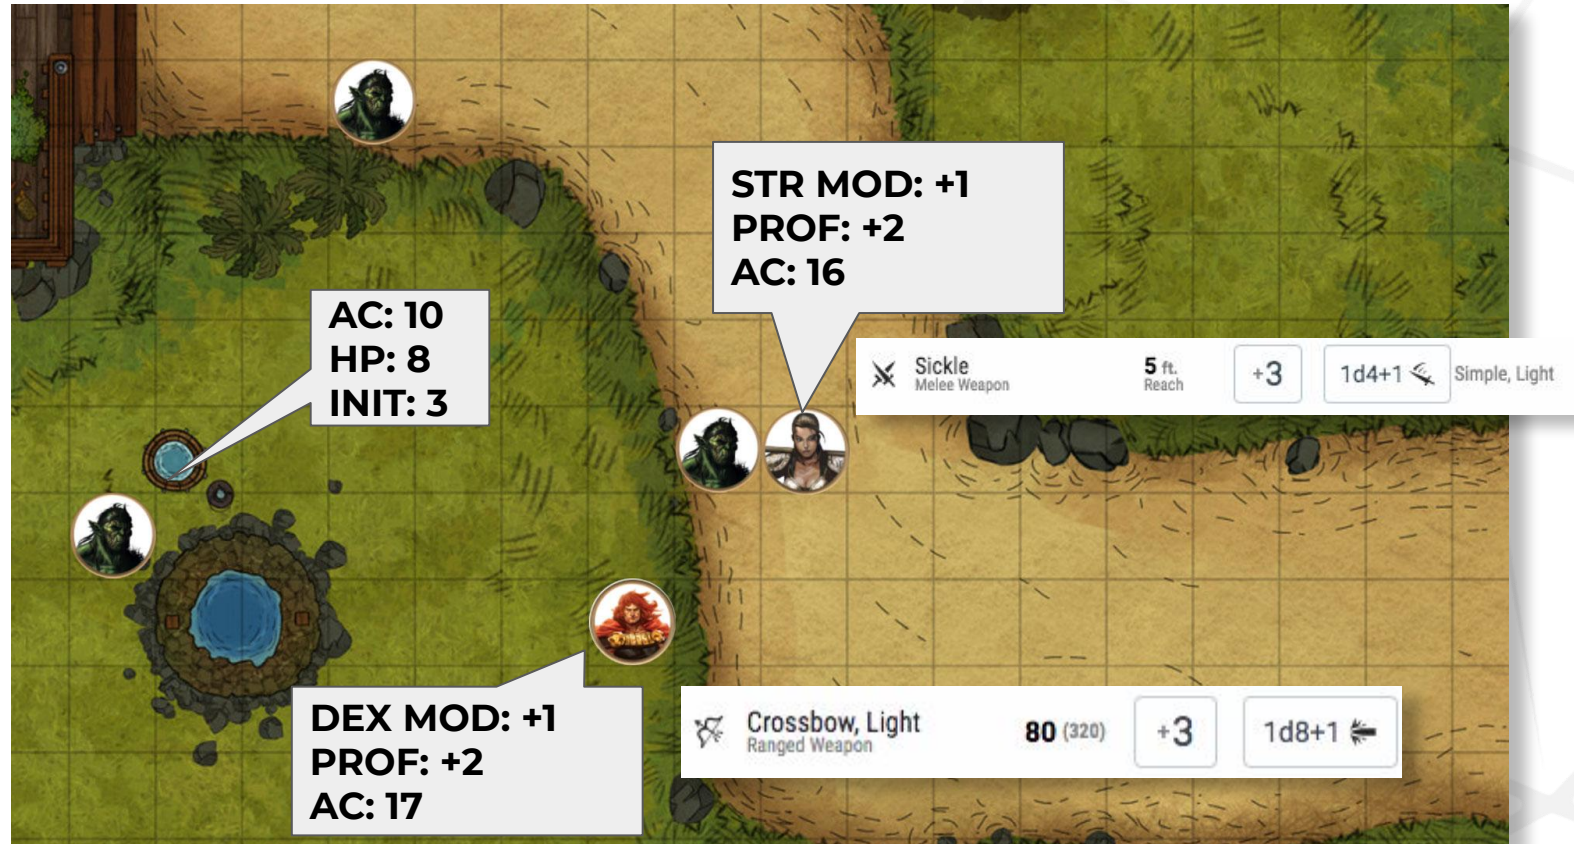 STR MOD: +1
PROF: +2
AC: 16
AC: 10
HP: 8
INIT: 3
Sickle
Melee Weapon
5 ft.
Reach
+3
1d4+1
Simple, Light
DEX MOD: +1
PROF: +2
AC: 17
Crossbow, Light
Ranged Weapon
80 (320)
+3
1d8+1